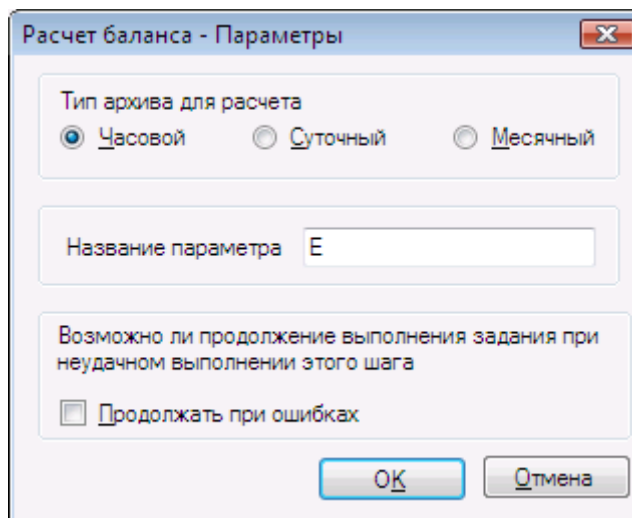 Расчет баланса - Параметры
Тип архива для расчета
Часовой Суточный Месячный
Название параметра E
Возможно ли продолжение выполнения задания при
неудачном выполнении этого шага
Продолжать при ошибках
OK Отмена